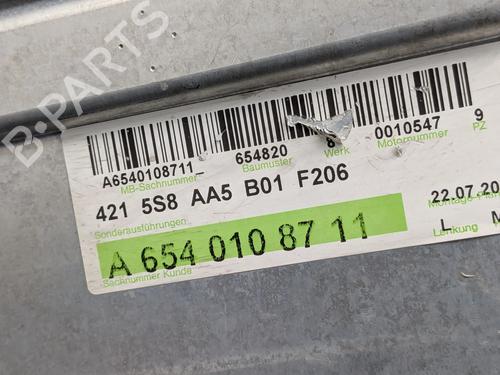 B-PARTS
A6540108711-
654820
8
0010547
9
MB-Sachnummer
Baumuster
Werk
Motornummer
PZ
421 5S8 AA5 B01 F206
22.07.20
Sonderausführungen
A 654 010 87 11
L
Lenkung
Sachnummer Kunde